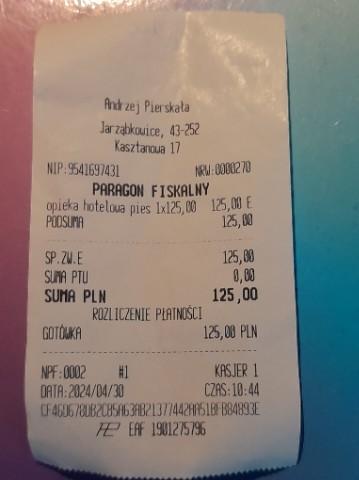 Andrzej Pierskała
Jarząbkowice, 43-252
Kasztanowa 17
NIP:9541697431 NRW:0000270
PARAGON FISKALNY
opieka hotelowa pies 1x125,00 125,00 E
PODSUMA 125,00
SP.ZW.E 125,00
SUMA PTU 0,00
SUMA PLN 125,00
ROZLICZENIE PŁATNOŚCI
GOTÓWKA 125,00 PLN
NPF:0002 #1 KASJER 1
DATA:2024/04/30 CZAS:10:44
EAF 1901275796